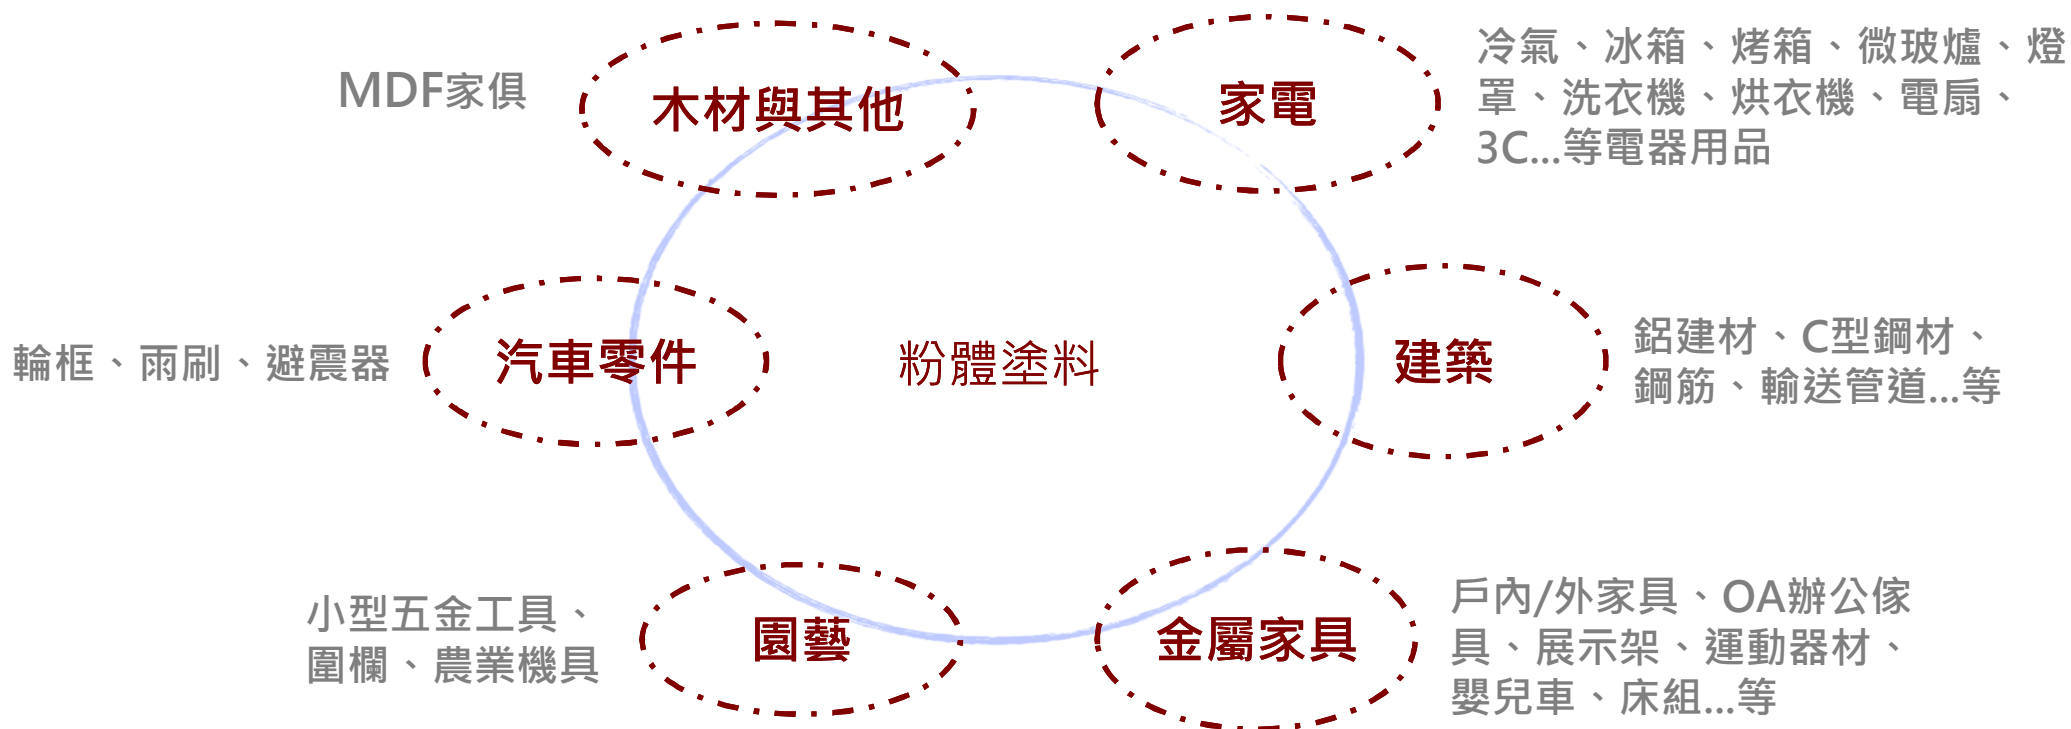 MDF家俱
木材與其他
家電
冷氣、冰箱、烤箱、微玻爐、燈
罩、洗衣機、烘衣機、電扇、
3C...等電器用品
輪框、雨刷、避震器
汽車零件
粉體塗料
建築
鋁建材、C型鋼材、
鋼筋、輸送管道...等
小型五金工具、
圍欄、農業機具
園藝
金屬家具
戶內/外家具、OA辦公傢
具、展示架、運動器材、
嬰兒車、床組...等